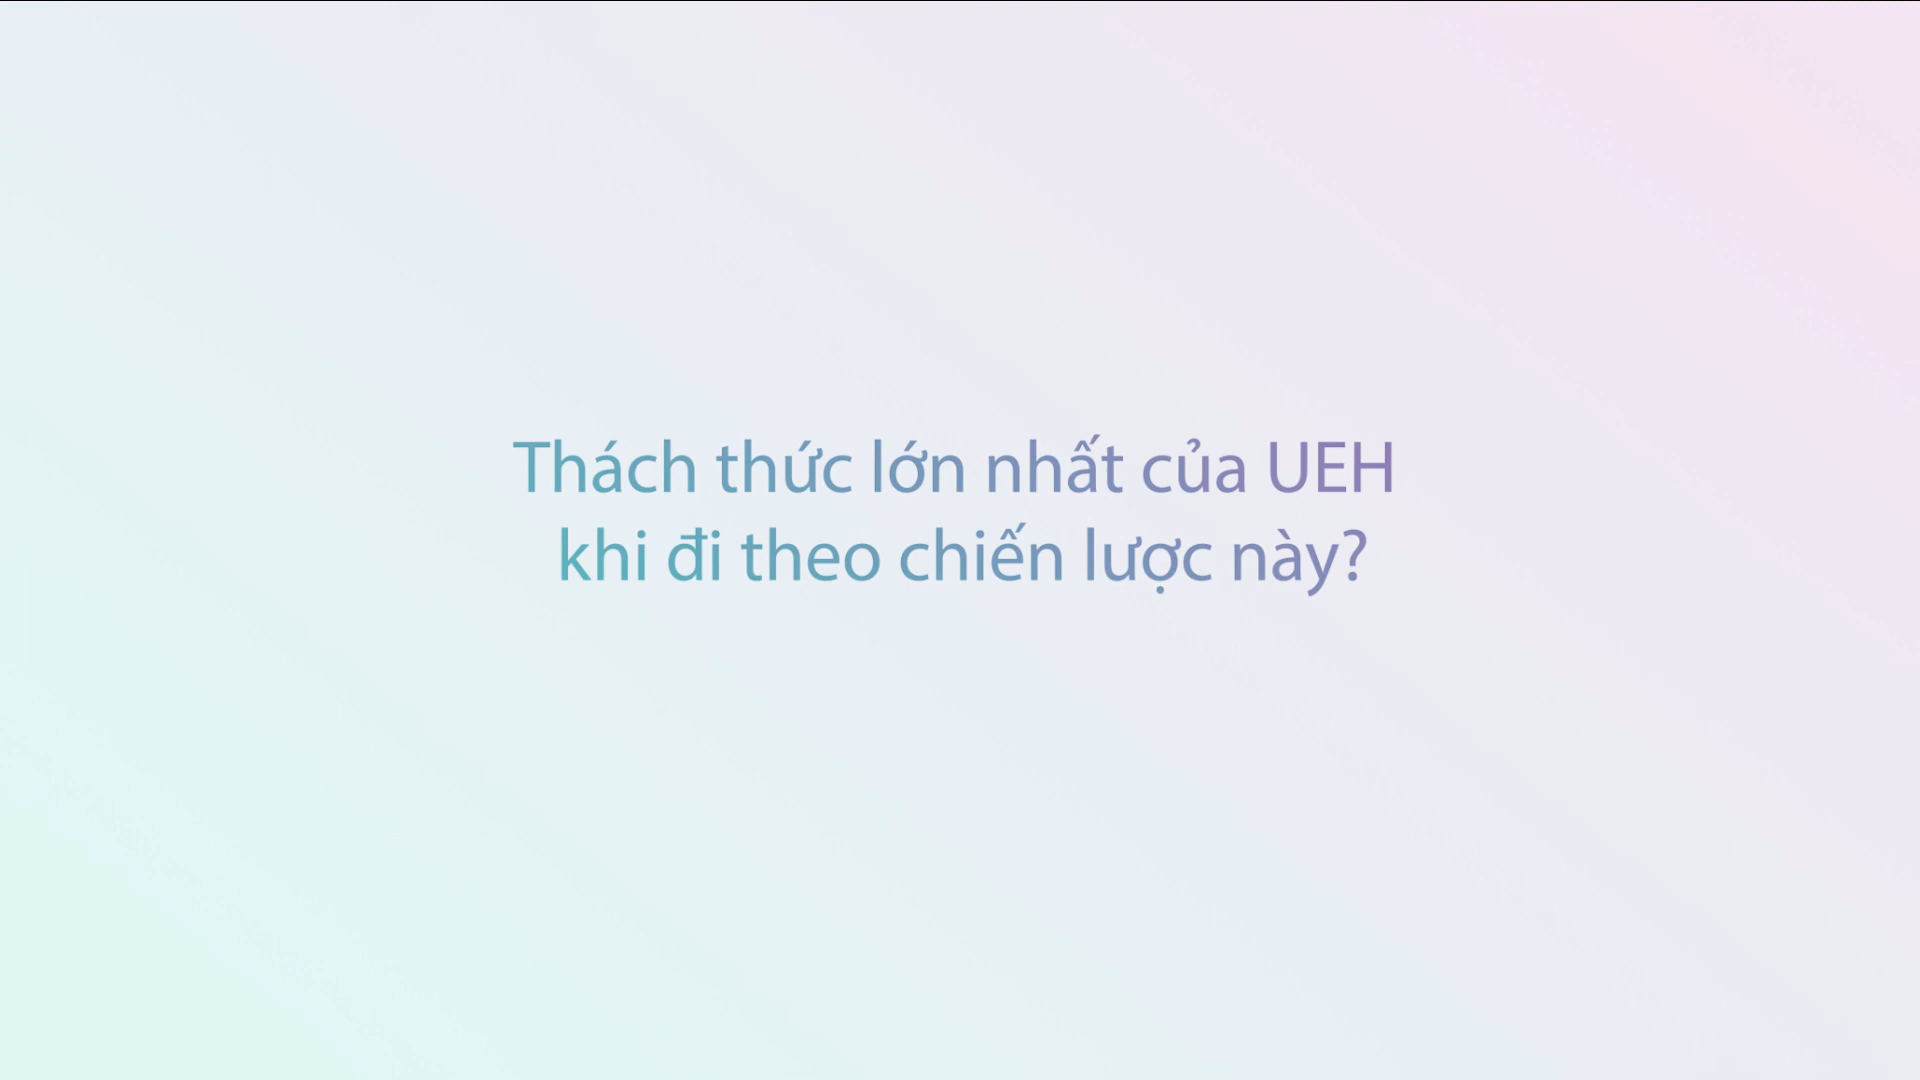 Thách thức lớn nhất của UEH
khi đi theo chiến lược này?